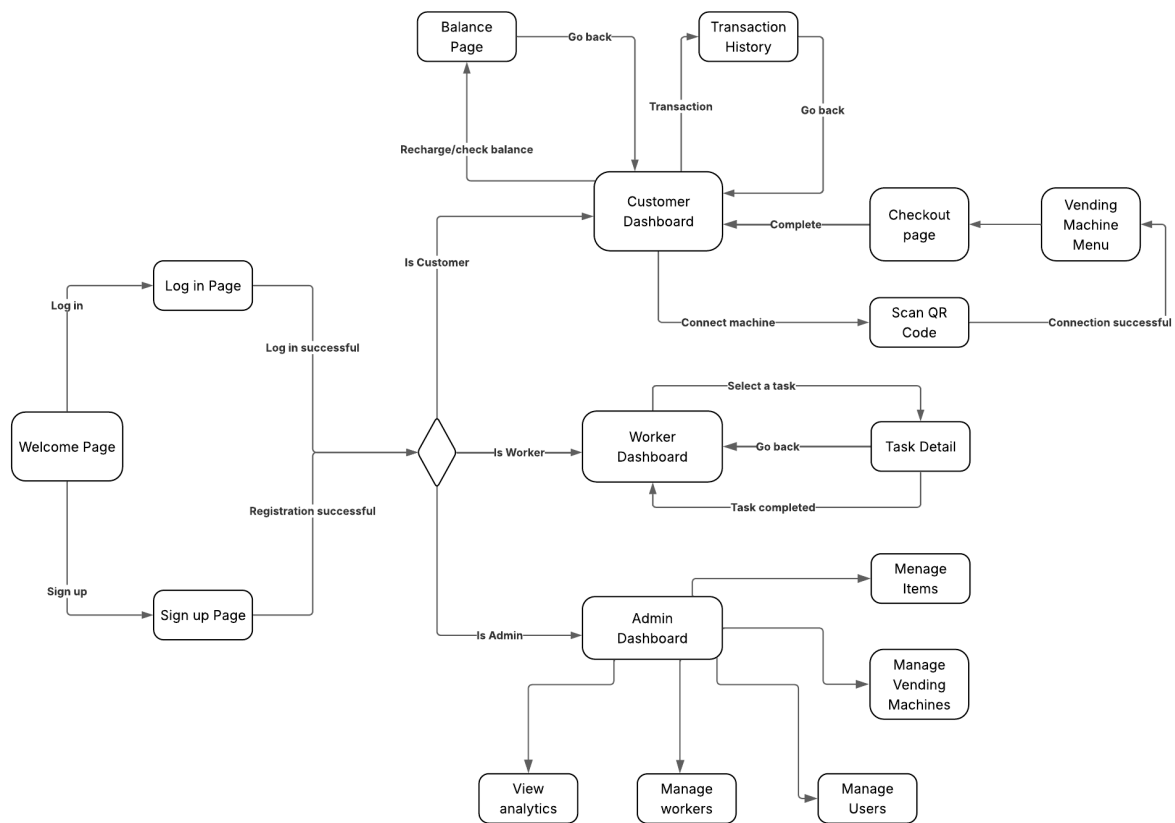 Balance
Page
Go back
Transaction
History
Transaction
Go back
Recharge/check balance
Customer
Dashboard
Complete
Checkout
page
Vending
Machine
Menu
Is Customer
Log in Page
Log in
Connect machine
Scan QR
Code
Connection successful
Log in successful
Select a task
Welcome Page
Is Worker
Worker
Dashboard
Go back
Task Detail
Task completed
Registration successful
Menage
Items
Sign up
Sign up Page
Is Admin
Admin
Dashboard
Manage
Vending
Machines
View
analytics
Manage
workers
Manage
Users